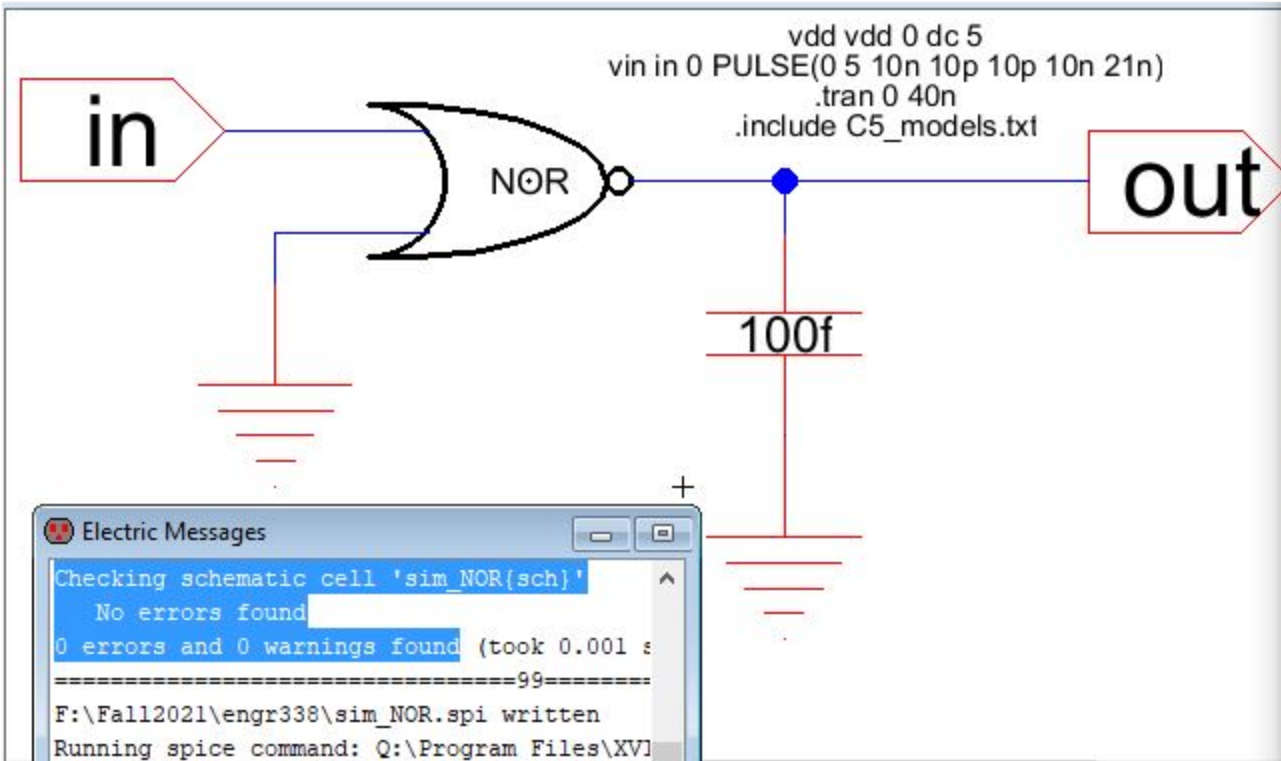 vdd vdd 0 dc 5
vin in 0 PULSE(0 5 10n 10p 10p 10n 21n)
.tran 0 40n
.include C5_models.txt
in
NOR
out
100f
Electric Messages
Checking schematic cell 'sim_NOR{sch}'
No errors found
0 errors and 0 warnings found (took 0.001 s
=================================99========
F:\Fall2021\engr338\sim_NOR.spi written
Running spice command: Q:\Program Files\XVI